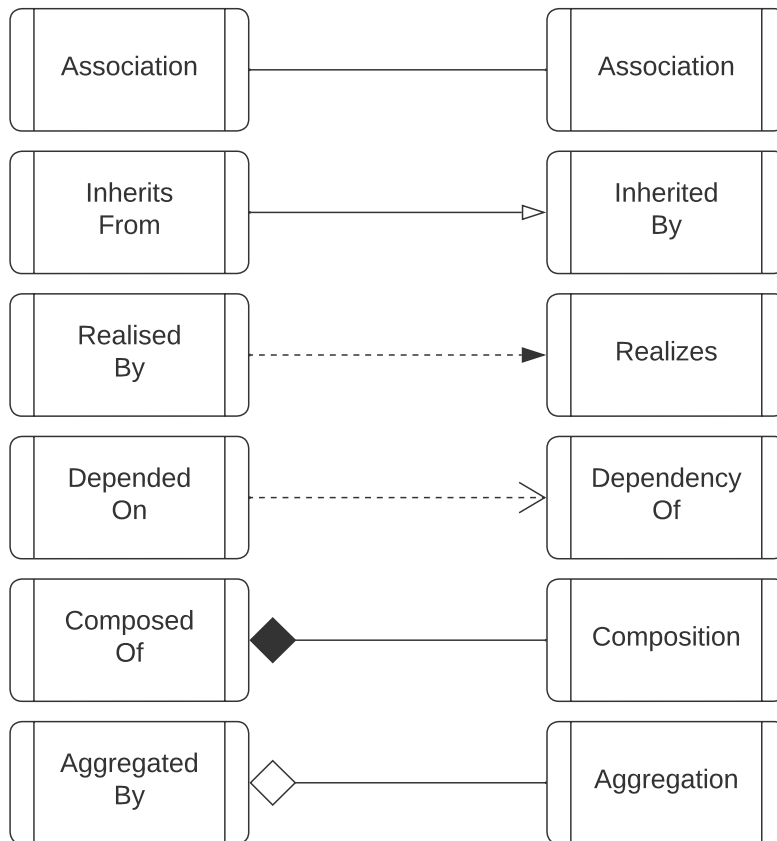 Association
Association
Inherits
From
Inherited
By
Realised
By
Realizes
Depended
On
Dependency
Of
Composed
Of
Composition
Aggregated
By
Aggregation